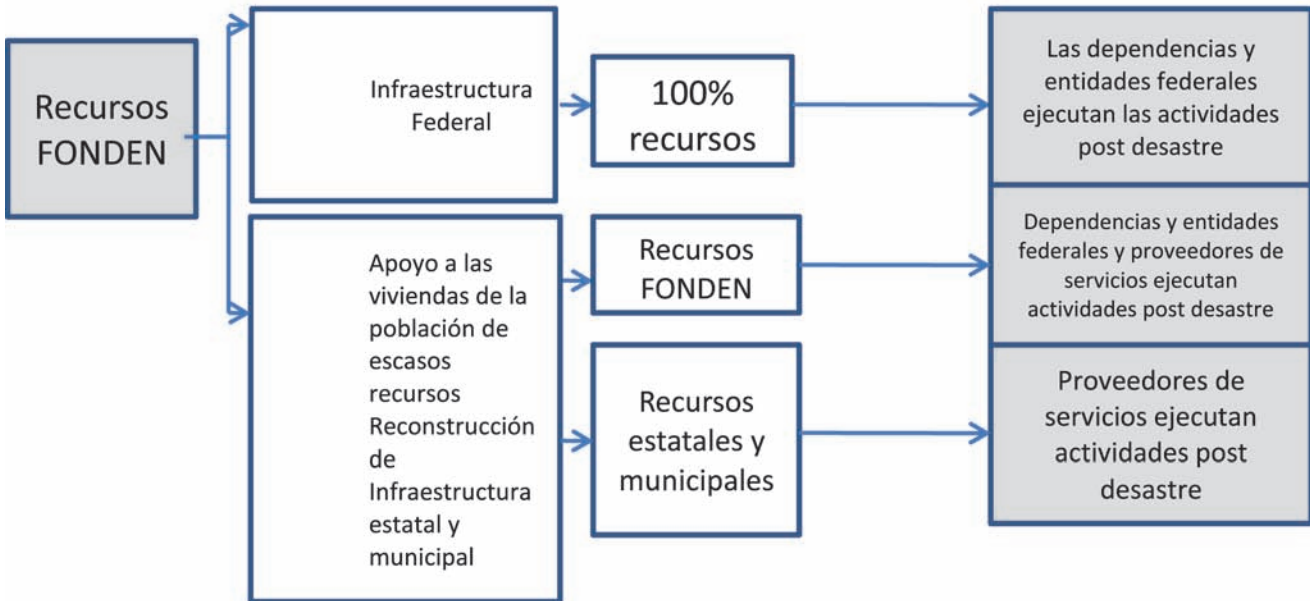 Recursos
FONDEN
Infraestructura
Federal
100%
recursos
Las dependencias y
entidades federales
ejecutan las actividades
post desastre
Apoyo a las
viviendas de la
población de
escasos
recursos
Reconstrucción
de
Infraestructura
estatal y
municipal
Recursos
FONDEN
Dependencias y entidades
federales y proveedores de
servicios ejecutan
actividades post desastre
Recursos
estatales y
municipales
Proveedores de
servicios ejecutan
actividades post
desastre